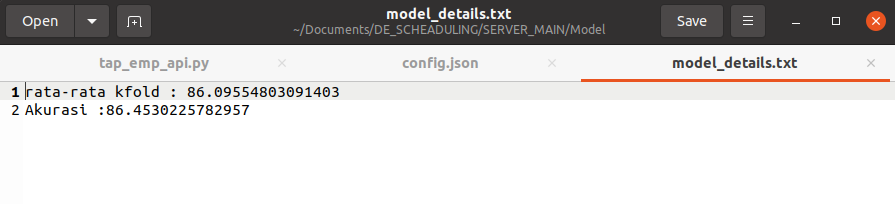 model_details.txt
Open
~/Documents/DE_SCHEADULING/SERVER_MAIN/Model
Save
tap_emp_api.py
config.json
model_details.txt
1 rata-rata kfold : 86.09554803091403
2 Akurasi :86.4530225782957